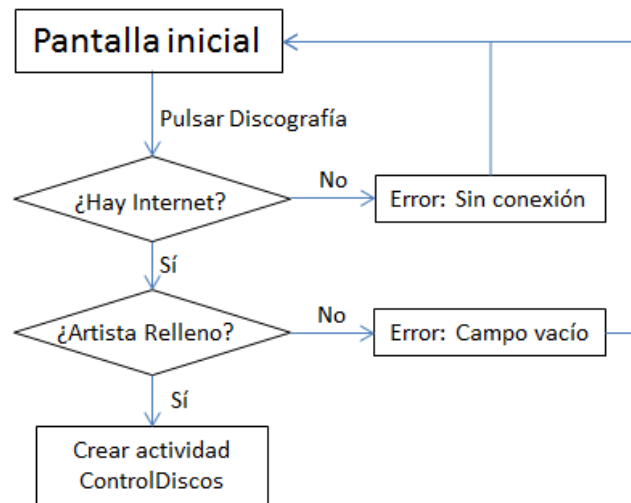 Pantalla inicial
Pulsar Discografía
¿Hay Internet?
No
Error: Sin conexión
Sí
¿Artista Relleno?
No
Error: Campo vacío
Sí
Crear actividad
ControlDiscos